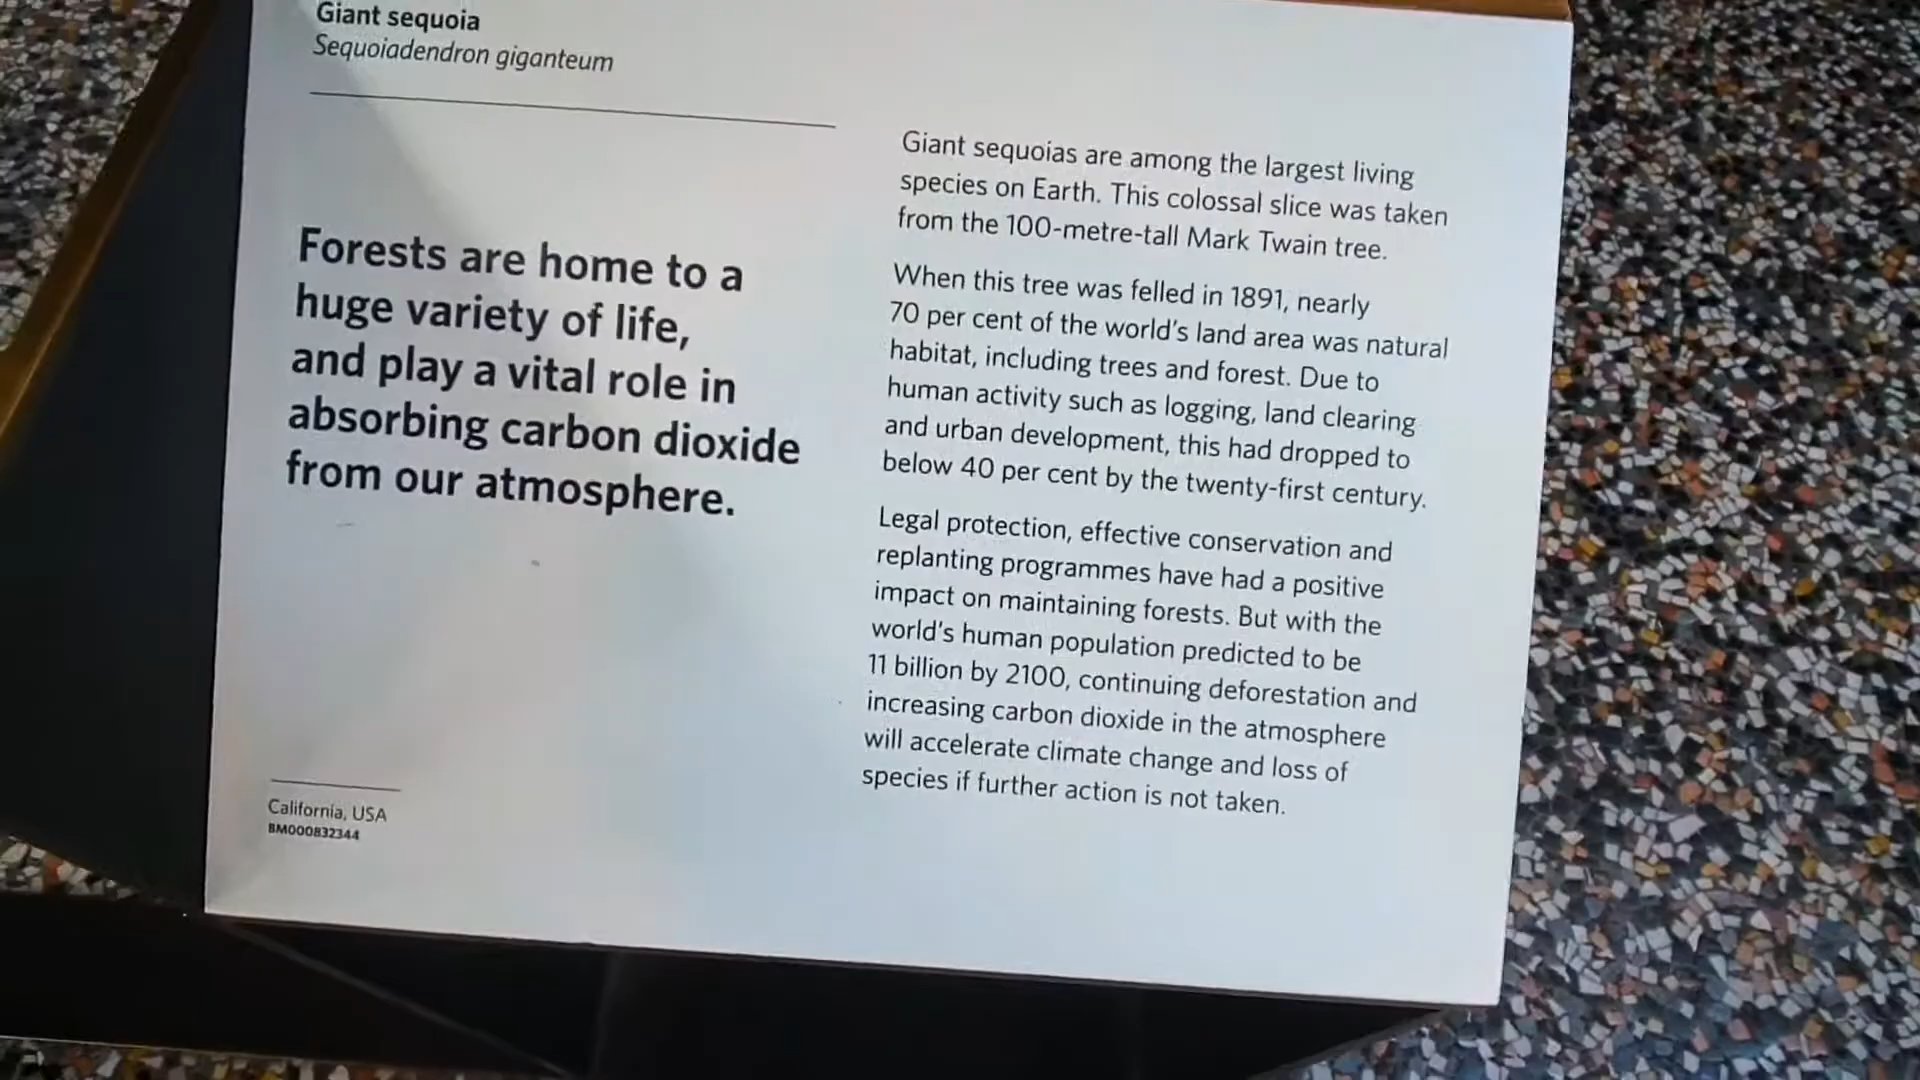 Giant sequoia
Sequoiadendron giganteum
Forests are home to a
huge variety of life,
and play a vital role in
absorbing carbon dioxide
from our atmosphere.
California, USA
BM000832344
Giant sequoias are among the largest living
species on Earth. This colossal slice was taken
from the 100-metre-tall Mark Twain tree.
When this tree was felled in 1891, nearly
70 per cent of the world's land area was natural
habitat, including trees and forest. Due to
human activity such as logging, land clearing
and urban development, this had dropped to
below 40 per cent by the twenty-first century.
Legal protection, effective conservation and
replanting programmes have had a positive
impact on maintaining forests. But with the
world's human population predicted to be
11 billion by 2100, continuing deforestation and
increasing carbon dioxide in the atmosphere
will accelerate climate change and loss of
species if further action is not taken.